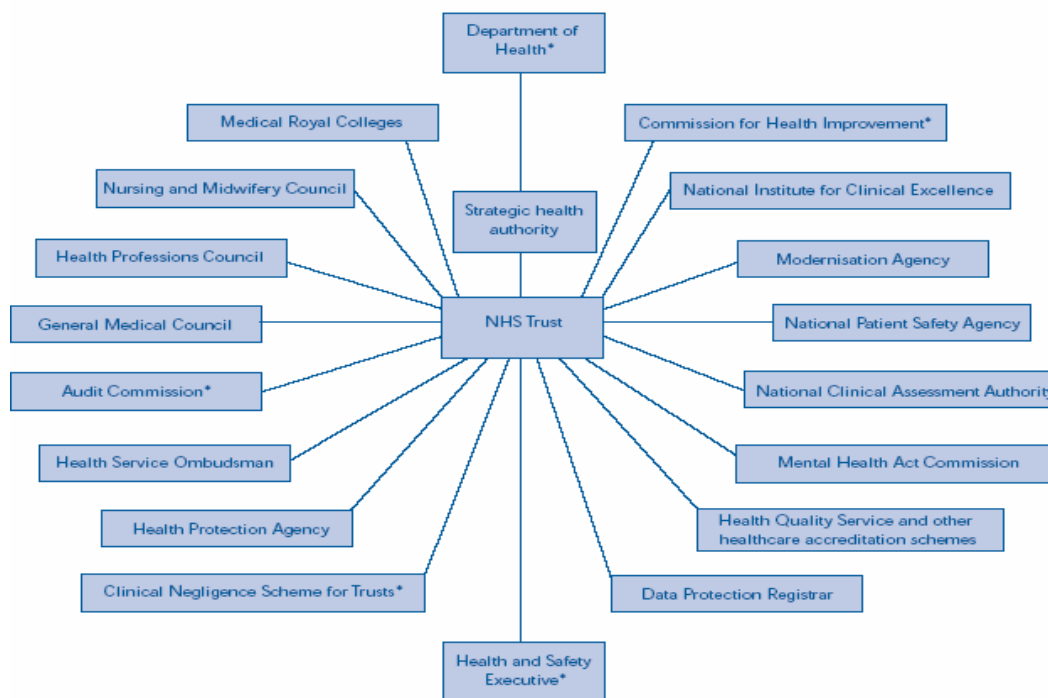 Department of
Health*
Medical Royal Colleges
Commission for Health Improvement*
Nursing and Midwifery Council
National Institute for Clinical Excellence
Strategic health
authority
Health Professions Council
Modernisation Agency
General Medical Council
NHS Trust
National Patient Safety Agency
Audit Commission*
National Clinical Assessment Authority
Health Service Ombudsman
Mental Health Act Commission
Health Protection Agency
Health Quality Service and other
healthcare accreditation schemes
Clinical Negligence Scheme for Trusts*
Data Protection Registrar
Health and Safety
Executive*